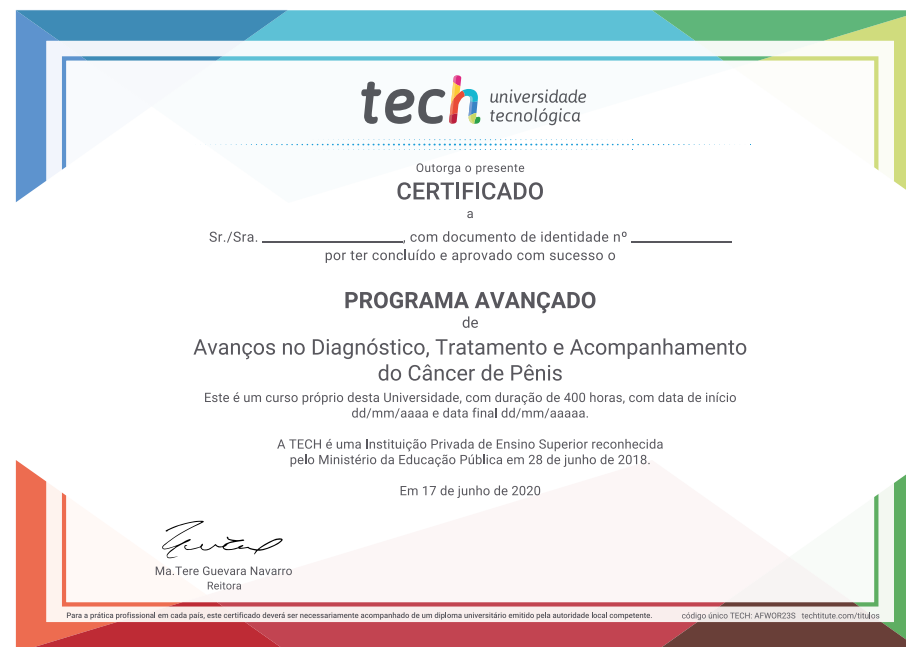 tech universidade
tecnológica
Outorga o presente
CERTIFICADO
a
Sr./Sra. ____________________, com documento de identidade nº ______________
por ter concluído e aprovado com sucesso o
PROGRAMA AVANÇADO
de
Avanços no Diagnóstico, Tratamento e Acompanhamento
do Câncer de Pênis
Este é um curso próprio desta Universidade, com duração de 400 horas, com data de início
dd/mm/aaaa e data final dd/mm/aaaaa.
A TECH é uma Instituição Privada de Ensino Superior reconhecida
pelo Ministério da Educação Pública em 28 de junho de 2018.
Em 17 de junho de 2020
Ma.Tere Guevara Navarro
Reitora
Para a prática profissional em cada país, este certificado deverá ser necessariamente acompanhado de um diploma universitário emitido pela autoridade local competente. código único TECH: AFWOR23S techtitute.com/titulos